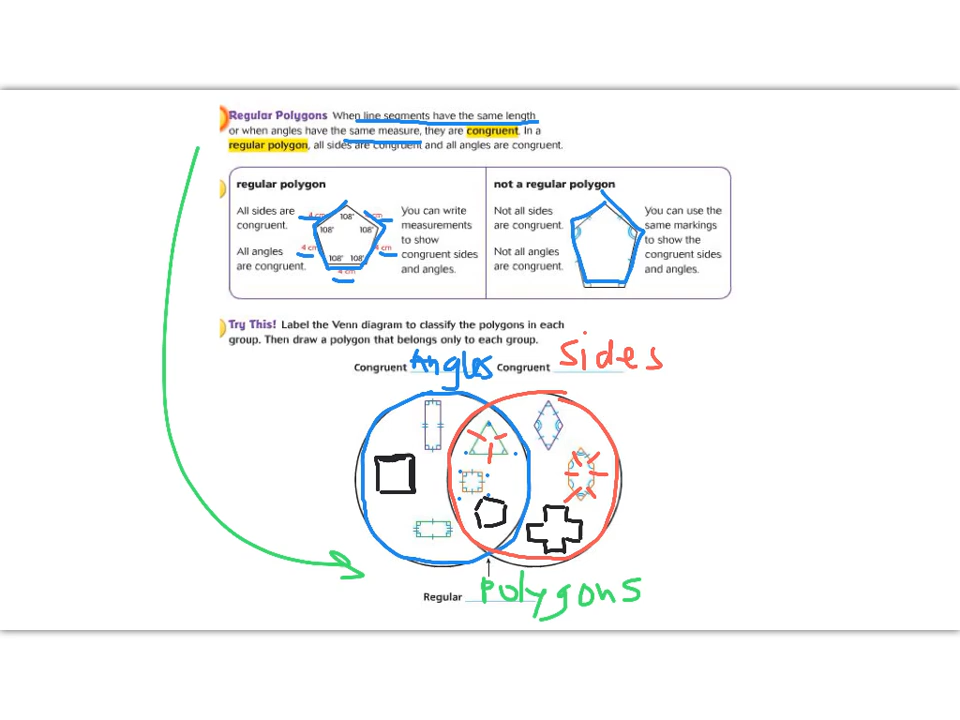 Regular Polygons When line segments have the same length
or when angles have the same measure, they are congruent. In a
regular polygon, all sides are congruent and all angles are congruent.
regular polygon
All sides are
congruent.
All angles
are congruent.
4 cm
cm
108°
108°
108°
4 cm
4 cm
108°
108°
4 cm
You can write
measurements
to show
congruent sides
and angles.
not a regular polygon
Not all sides
are congruent.
Not all angles
are congruent.
You can use the
same markings
to show the
congruent sides
and angles.
Try This! Label the Venn diagram to classify the polygons in each
group. Then draw a polygon that belongs only to each group.
Congruent Angles
Congruent Sides
Regular Polygons